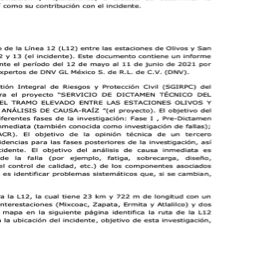 como su contribución con el incidente.
o de la Línea 12 (L12) entre las estaciones de Olivos y San
2 y 13 (el incidente). Este documento contiene un informe
nte el período del 12 de mayo al 11 de junio de 2021 por
xpertos de DNV GL México S. de R.L. de C.V. (DNV).
tión Integral de Riesgos y Protección Civil (SGIRPC) del
ra el proyecto "SERVICIO DE DICTAMEN TÉCNICO DEL
EL TRAMO ELEVADO ENTRE LAS ESTACIONES OLIVOS Y
ANÁLISIS DE CAUSA-RAÍZ "(el proyecto). El objetivo del
iferentes fases de la investigación: Fase I , Pre-Dictamen
nmediata (también conocida como investigación de fallas);
ACR). El objetivo de la opinión técnica de un tercero
idencias para las fases posteriores de la investigación, así
cidente. El objetivo del análisis de causa inmediata es
de la falla (por ejemplo, fatiga, sobrecarga, diseño,
el control de calidad, etc.) de los componentes asociados
es identificar problemas sistemáticos que, si se cambian,
a la L12, la cual tiene 23 km y 722 m de longitud con un
nterestaciones (Mixcoac, Zapata, Ermita y Atlalilco) y dos
mapa en la siguiente página identifica la ruta de la L12
la ubicación del incidente, objetivo de esta investigación,